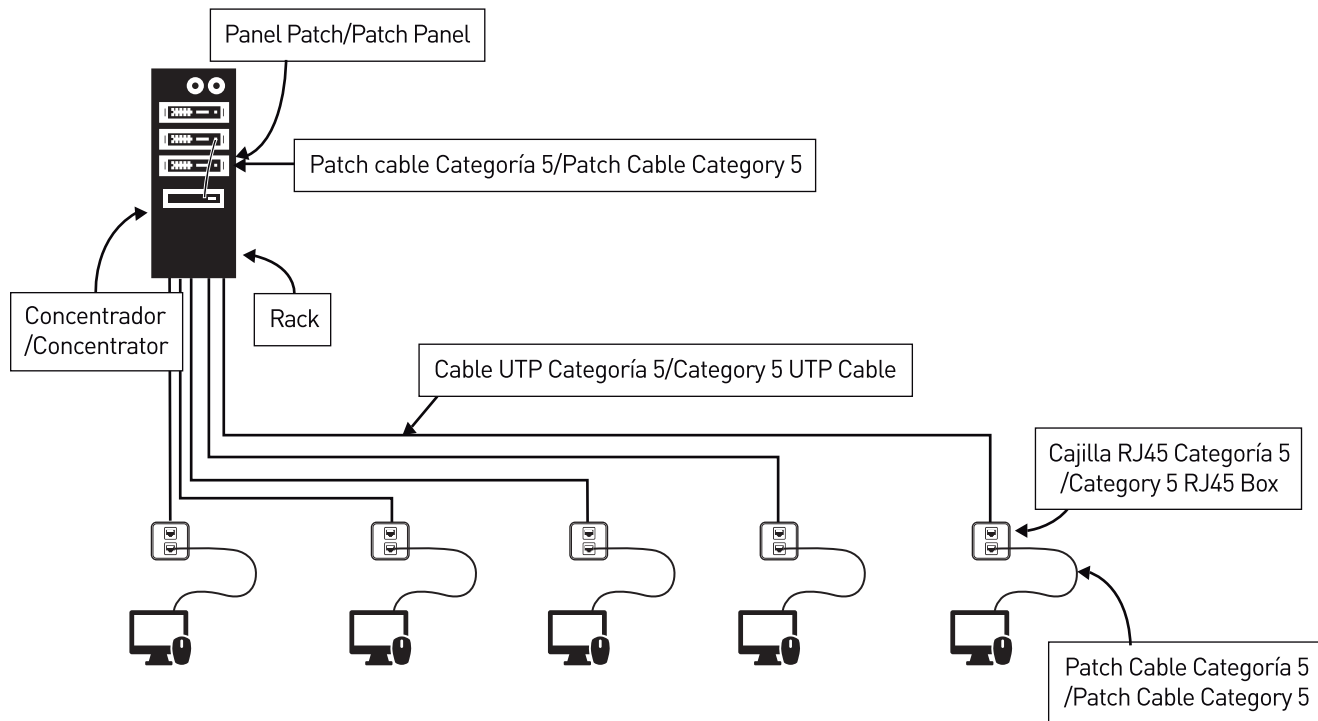 Panel Patch/Patch Panel
Patch cable Categoría 5/Patch Cable Category 5
Concentrador
/Concentrator
Rack
Cable UTP Categoría 5/Category 5 UTP Cable
Cajilla RJ45 Categoría 5
/Category 5 RJ45 Box
Patch Cable Categoría 5
/Patch Cable Category 5